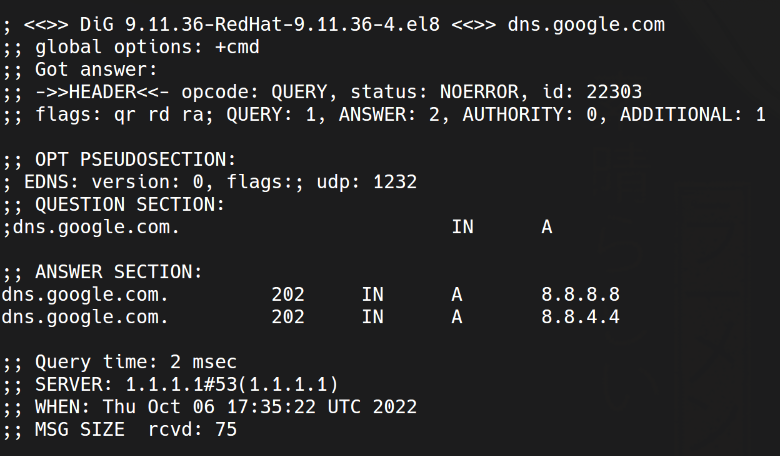 ; <<>> DiG 9.11.36-RedHat-9.11.36-4.el8 <<>> dns.google.com
;; global options: +cmd
;; Got answer:
;; ->>HEADER<<- opcode: QUERY, status: NOERROR, id: 22303
;; flags: qr rd ra; QUERY: 1, ANSWER: 2, AUTHORITY: 0, ADDITIONAL: 1

;; OPT PSEUDOSECTION:
; EDNS: version: 0, flags:; udp: 1232
;; QUESTION SECTION:
;dns.google.com.			IN	A

;; ANSWER SECTION:
dns.google.com.		202	IN	A	8.8.8.8
dns.google.com.		202	IN	A	8.8.4.4

;; Query time: 2 msec
;; SERVER: 1.1.1.1#53(1.1.1.1)
;; WHEN: Thu Oct 06 17:35:22 UTC 2022
;; MSG SIZE  rcvd: 75